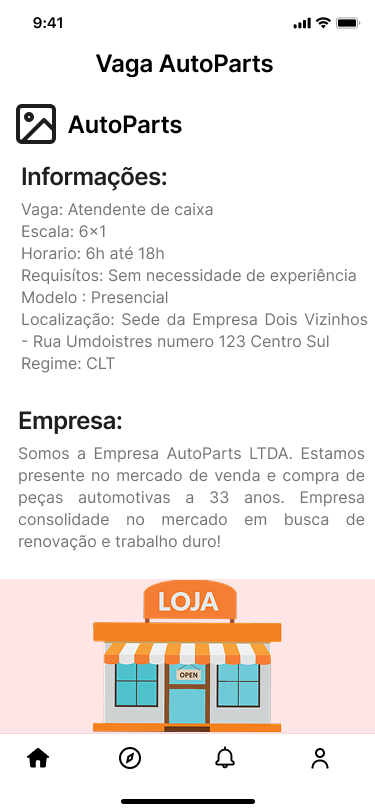 9:41
Vaga AutoParts
AutoParts
Informações:
Vaga: Atendente de caixa
Escala: 6×1
Horario: 6h até 18h
Requisítos: Sem necessidade de experiência
Modelo : Presencial
Localização: Sede da Empresa Dois Vizinhos
- Rua Umdoistres numero 123 Centro Sul
Regime: CLT
Empresa:
Somos a Empresa AutoParts LTDA. Estamos
presente no mercado de venda e compra de
peças automotivas a 33 anos. Empresa
consolidade no mercado em busca de
renovação e trabalho duro!
LOJA
OPEN